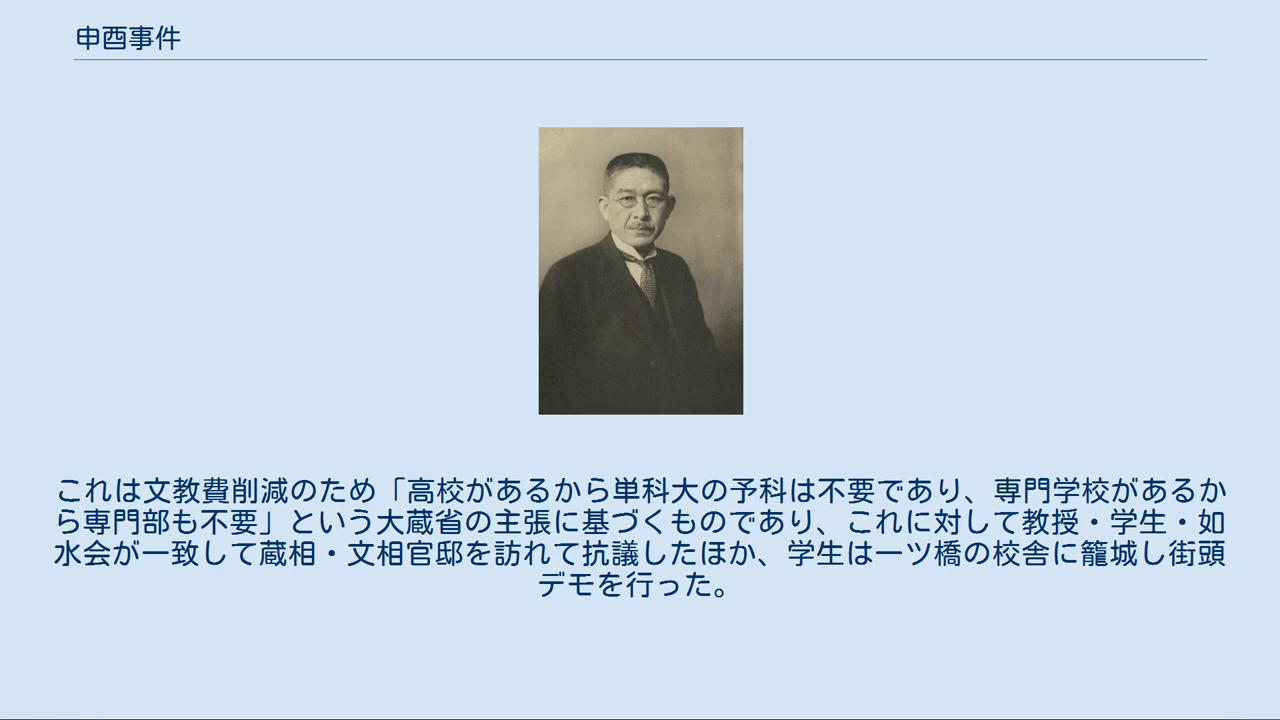 申酉事件
これは文教費削減のため「高校があるから単科大の予科は不要であり、専門学校があるか
ら専門部も不要」という大蔵省の主張に基づくものであり、これに対して教授・学生・如
水会が一致して蔵相・文相官邸を訪れて抗議したほか、学生は一ツ橋の校舎に籠城し街頭
デモを行った。